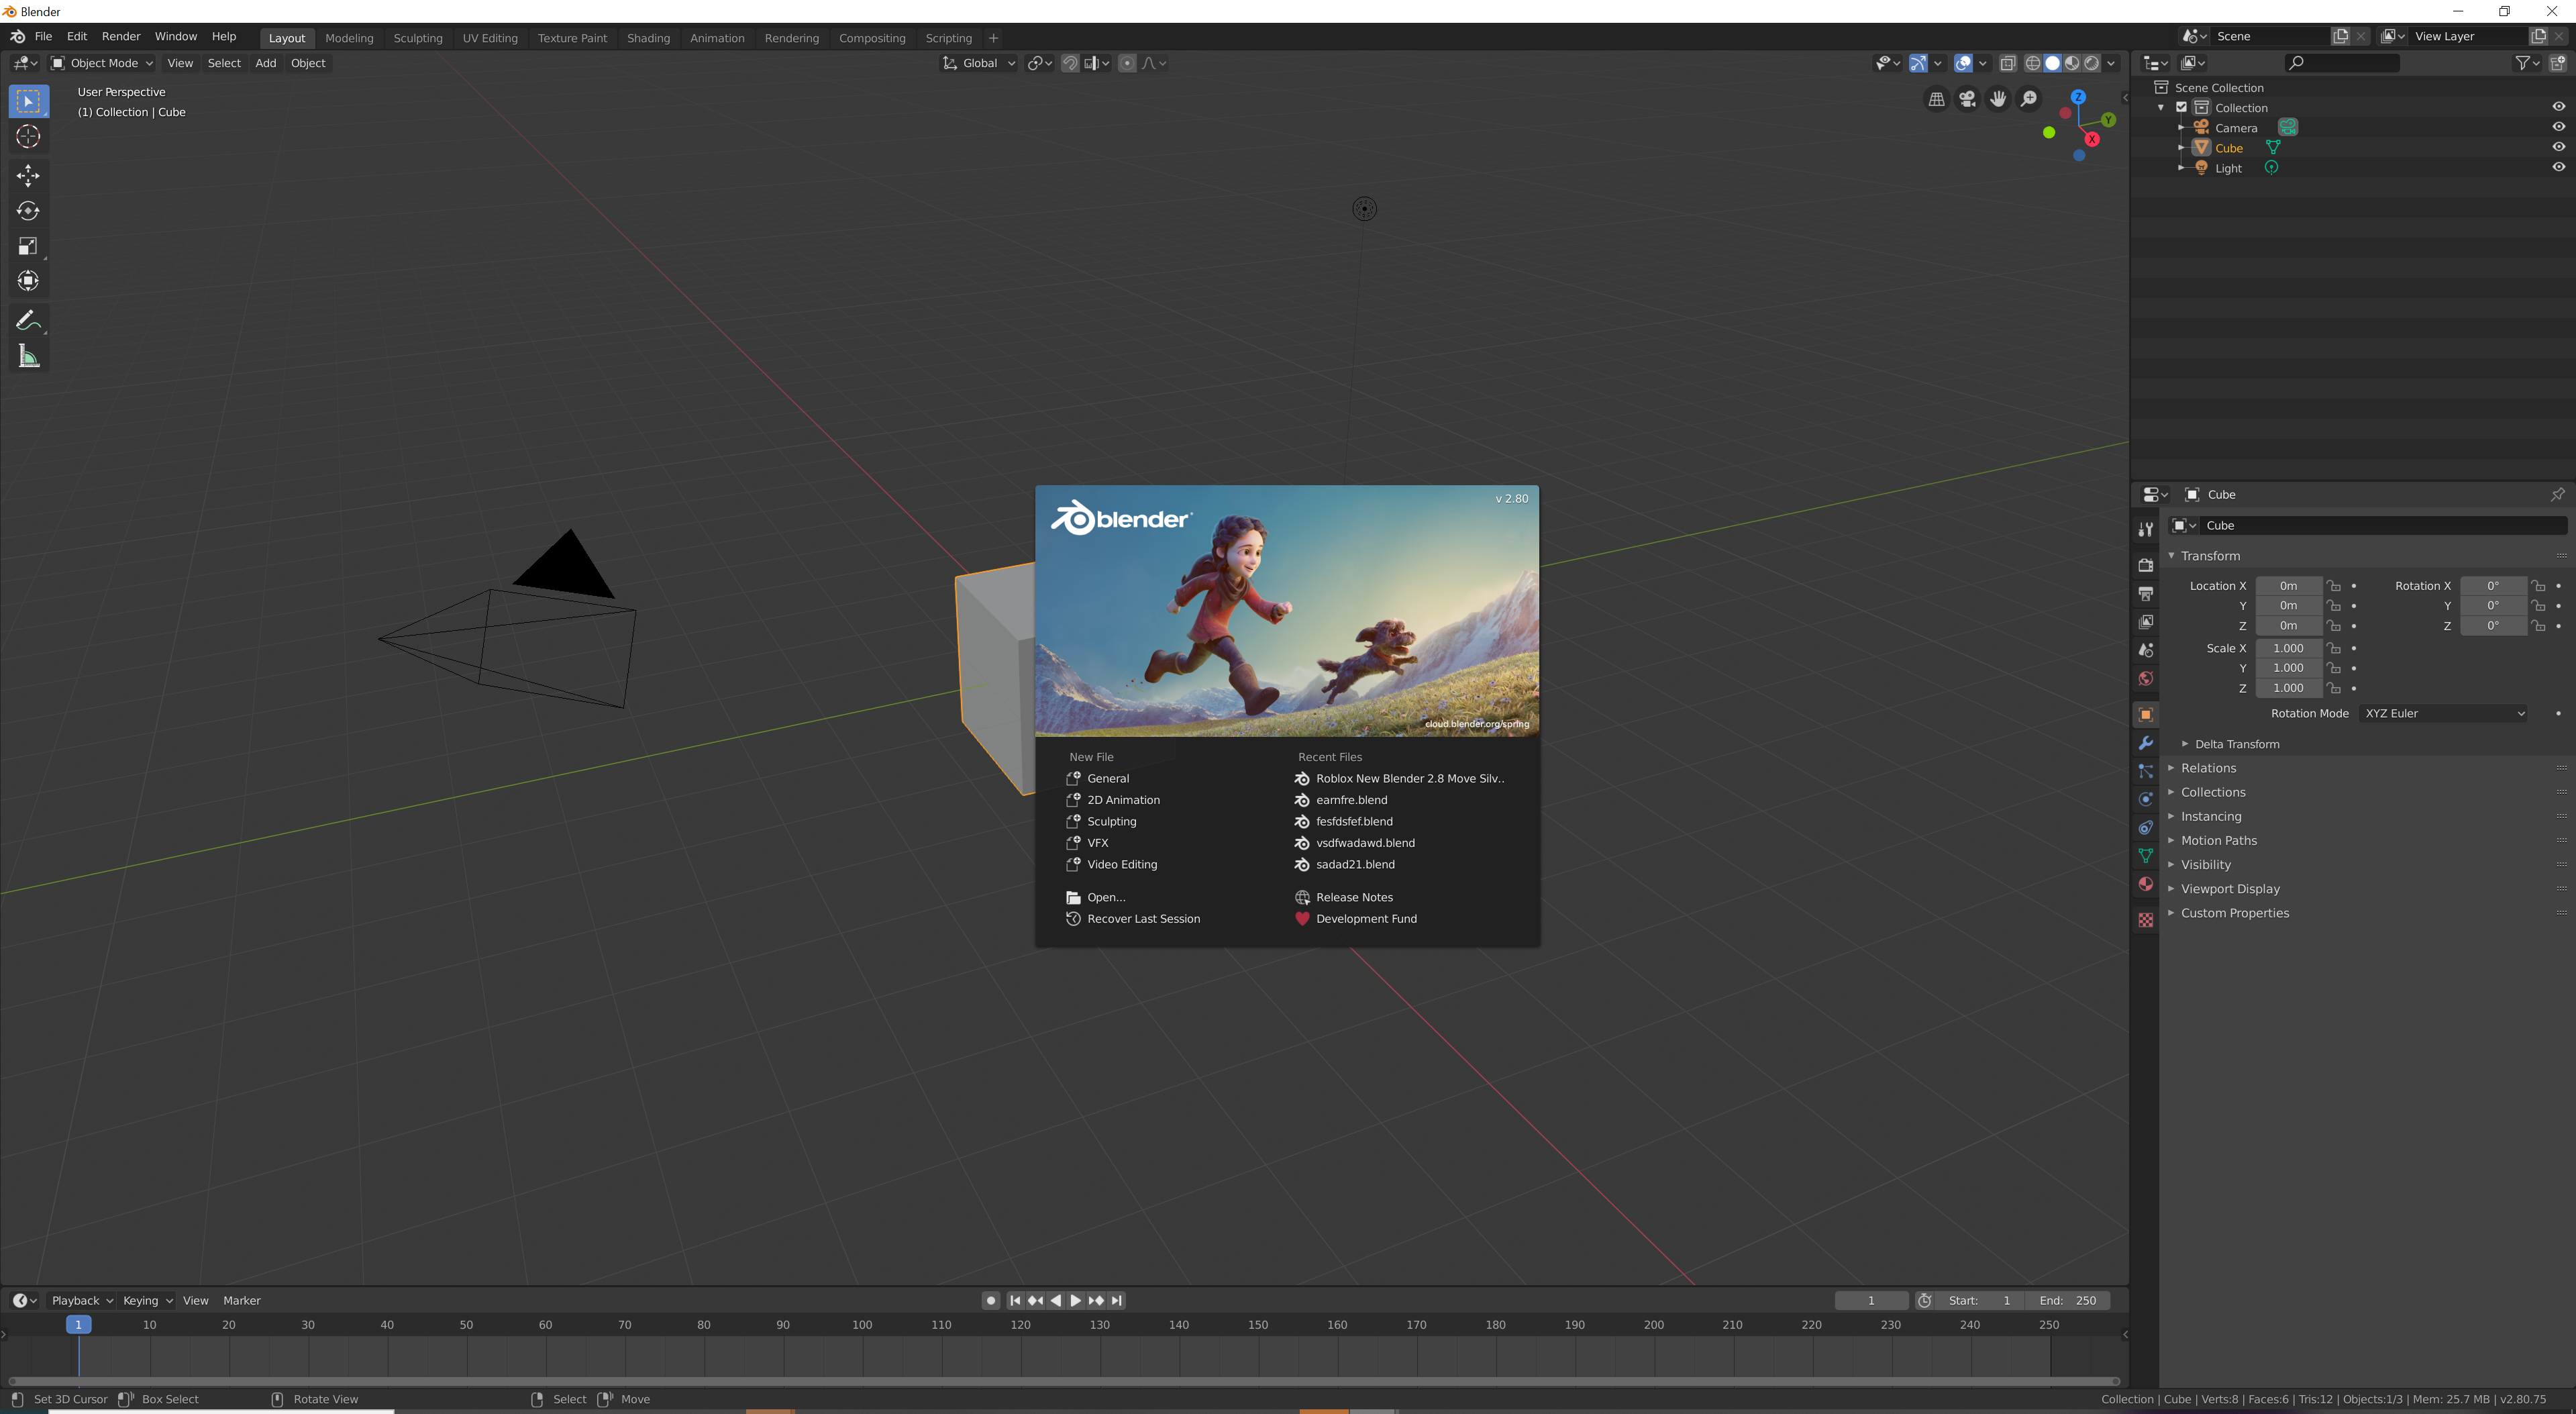 Blender
File Edit Render Window Help Layout Modeling Sculpting UV Editing Texture Paint Shading Animation Rendering Compositing Scripting + Scene View Layer
Object Mode View Select Add Object Global
User Perspective
(1) Collection | Cube
Z
Y
X
Scene Collection
Collection
Camera
Cube
Light
blender
v 2.80
cloud.blender.org/spring
New File
General
2D Animation
Sculpting
VFX
Video Editing
Open...
Recover Last Session
Recent Files
Roblox New Blender 2.8 Move Silv..
eamfre.blend
fesfdsfef.blend
vsdfwadawd.blend
sadad21.blend
Release Notes
Development Fund
Cube
Cube
Transform
Location X 0m Rotation X 0°
Y 0m Y 0°
Z 0m Z 0°
Scale X 1.000
Y 1.000
Z 1.000
Rotation Mode XYZ Euler
Delta Transform
Relations
Collections
Instancing
Motion Paths
Visibility
Viewport Display
Custom Properties
Playback Keying View Marker 1 Start: 1 End: 250
1 10 20 30 40 50 60 70 80 90 100 110 120 130 140 150 160 170 180 190 200 210 220 230 240 250
Set 3D Cursor Box Select Rotate View Select Move Collection | Cube | Verts:8 | Faces:6 | Tris:12 | Objects:1/3 | Mem: 25.7 MB | v2.80.75